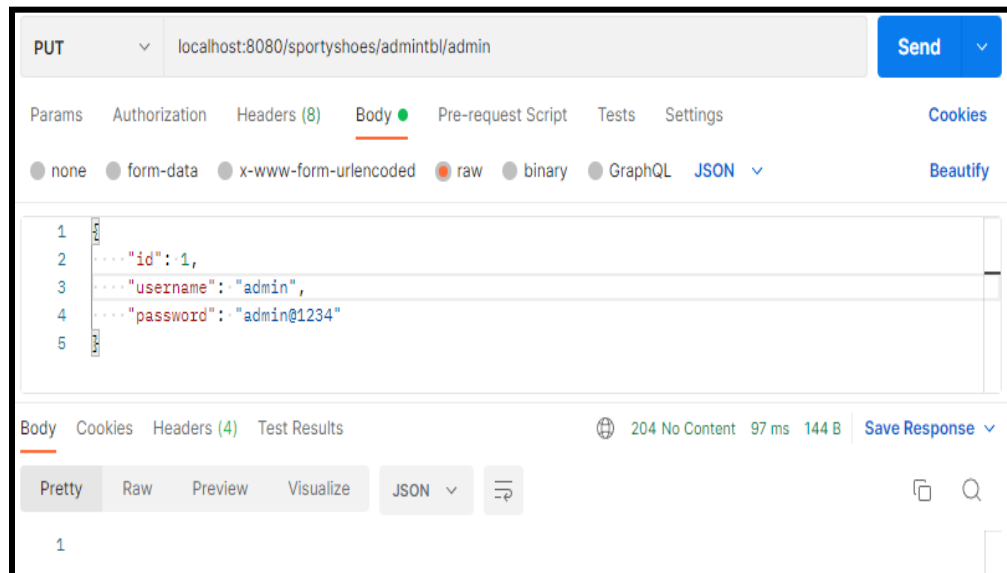 PUT localhost:8080/sportyshoes/admintbl/admin Send
Params Authorization Headers (8) Body Pre-request Script Tests Settings Cookies
none form-data x-www-form-urlencoded raw binary GraphQL JSON Beautify
1 {
2 ····"id":·1,
3 ····"username":·"admin",
4 ····"password":·"admin@1234"
5 }
Body Cookies Headers (4) Test Results 204 No Content 97 ms 144 B Save Response
Pretty Raw Preview Visualize JSON
1